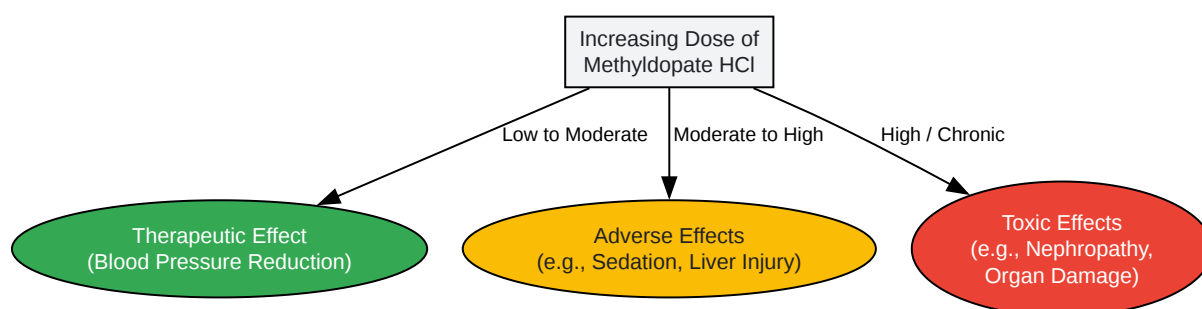 Increasing Dose of
Methyldopate HCl
Low to Moderate
Moderate to High
High / Chronic
Therapeutic Effect
(Blood Pressure Reduction)
Adverse Effects
(e.g., Sedation, Liver Injury)
Toxic Effects
(e.g., Nephropathy,
Organ Damage)